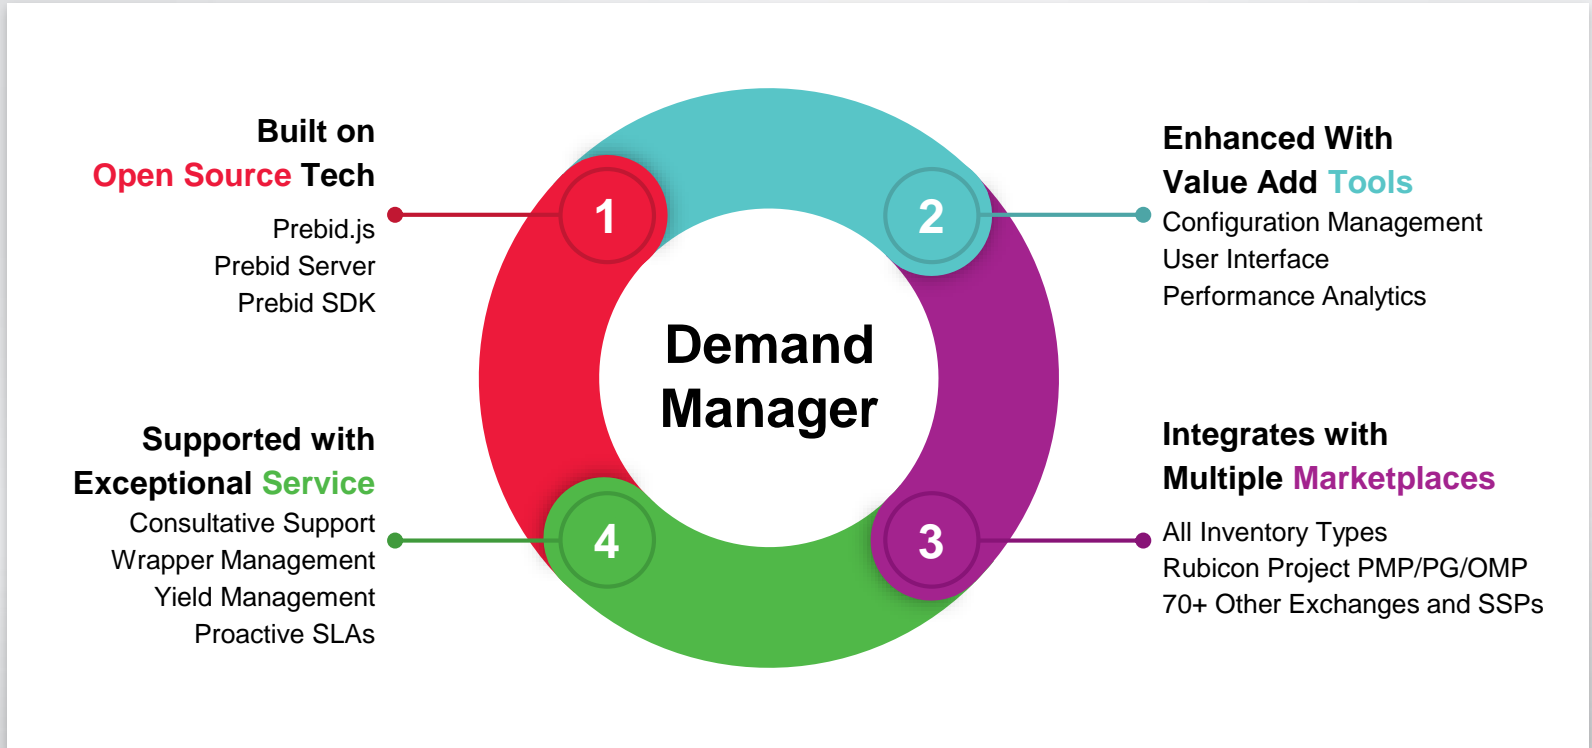 Built on
Open Source Tech
Prebid.js
Prebid Server
Prebid SDK
1
2
Enhanced With
Value Add Tools
Configuration Management
User Interface
Performance Analytics
Demand
Manager
Supported with
Exceptional Service
Consultative Support
Wrapper Management
Yield Management
Proactive SLAs
4
3
Integrates with
Multiple Marketplaces
All Inventory Types
Rubicon Project PMP/PG/OMP
70+ Other Exchanges and SSPs